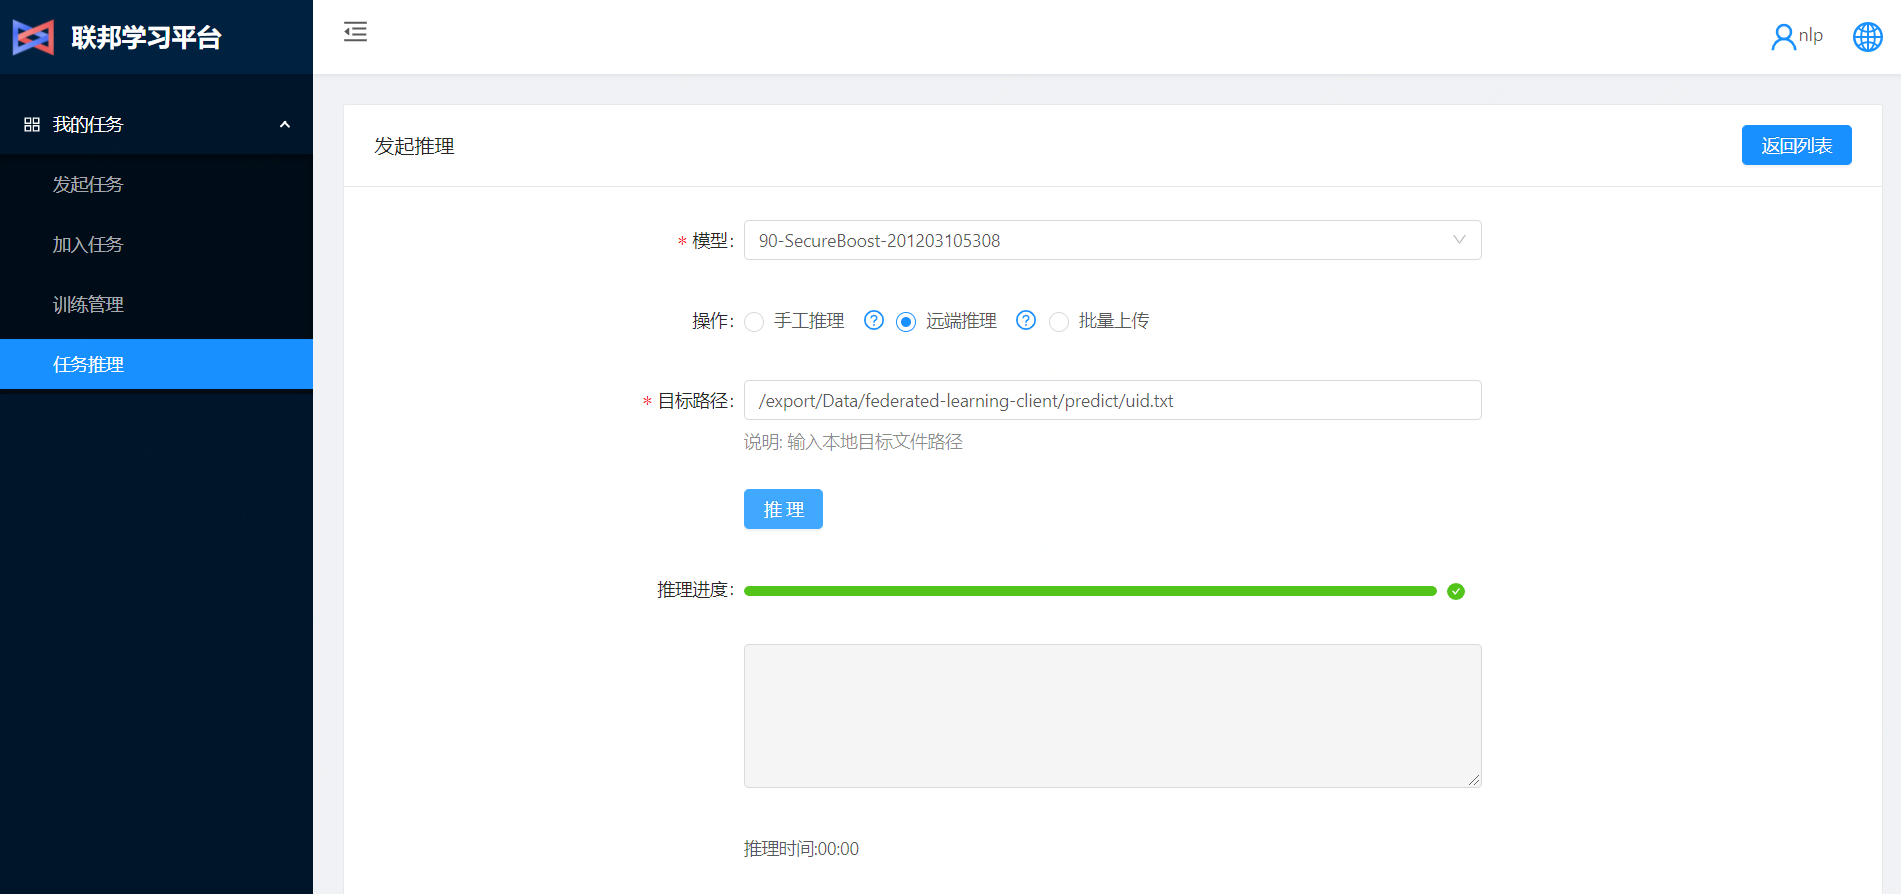 联邦学习平台
nlp
我的任务
发起任务
加入任务
训练管理
任务推理
发起推理
返回列表
* 模型: 90-SecureBoost-201203105308
操作: 手工推理 ? 远端推理 ? 批量上传
* 目标路径: /export/Data/federated-learning-client/predict/uid.txt
说明: 输入本地目标文件路径
推 理
推理进度:
推理时间:00:00